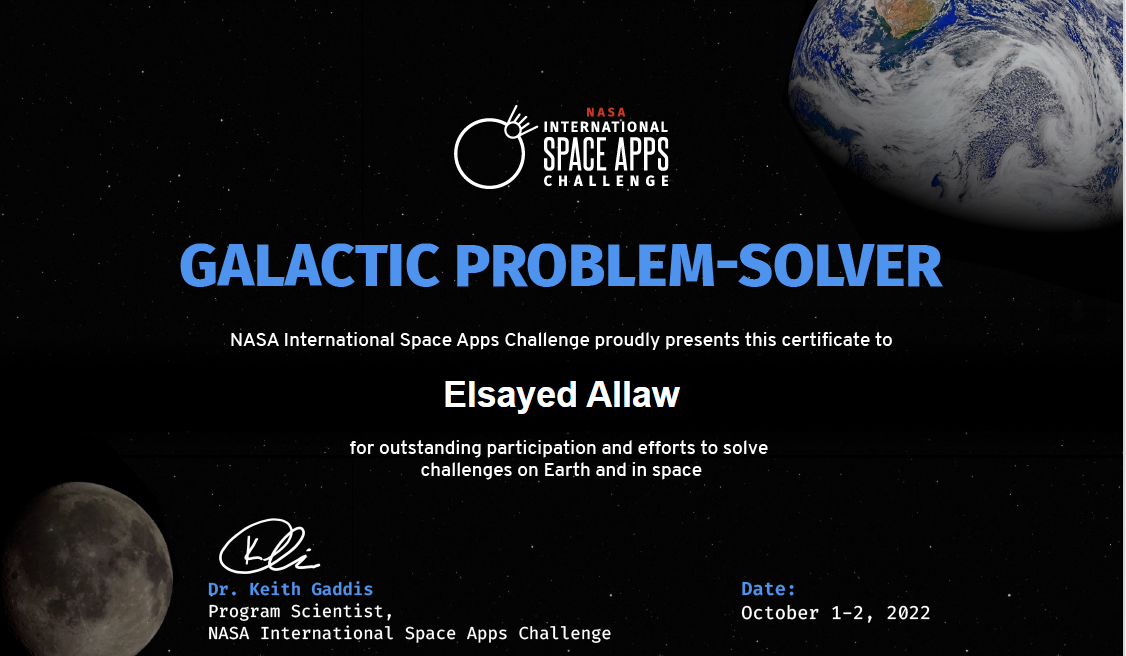 NASA
INTERNATIONAL
SPACE APPS
CHALLENGE
GALACTIC PROBLEM-SOLVER
NASA International Space Apps Challenge proudly presents this certificate to
Elsayed Allaw
for outstanding participation and efforts to solve
challenges on Earth and in space
Dr. Keith Gaddis
Program Scientist,
NASA International Space Apps Challenge
Date:
October 1-2, 2022